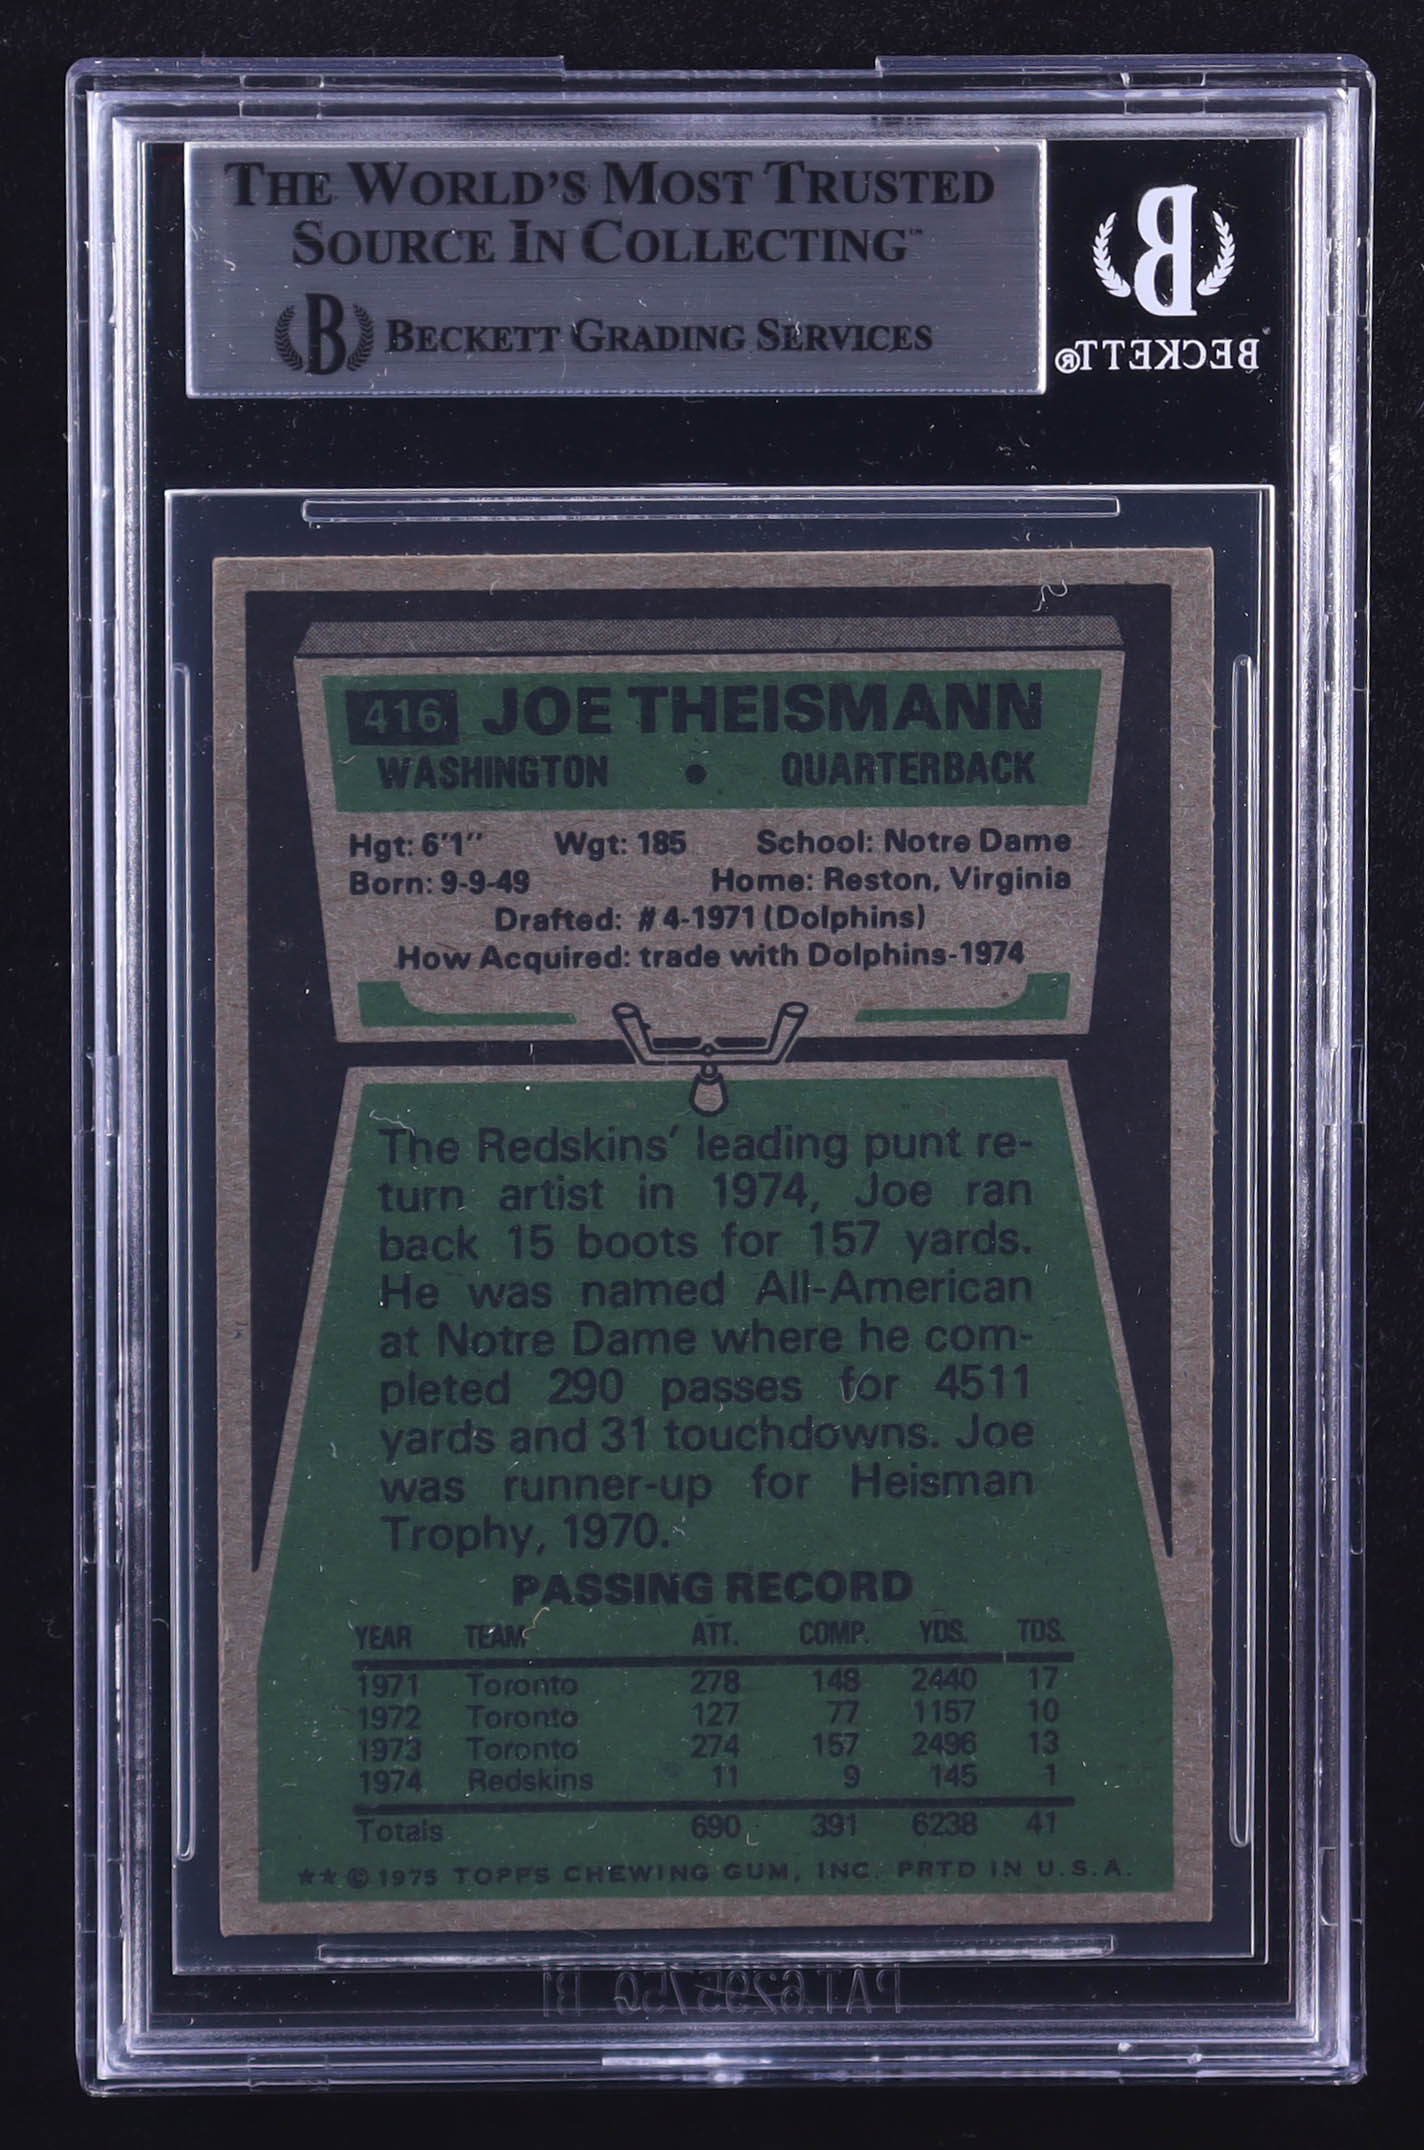 THE WORLD'S MOST TRUSTED
SOURCE IN COLLECTING™
B BECKETT GRADING SERVICES
B
BECKETT®
416 JOE THEISMANN
WASHINGTON • QUARTERBACK
Hgt: 6'1" Wgt: 185 School: Notre Dame
Born: 9-9-49 Home: Reston, Virginia
Drafted: #4-1971 (Dolphins)
How Acquired: trade with Dolphins-1974
The Redskins' leading punt re-
turn artist in 1974, Joe ran
back 15 boots for 157 yards.
He was named All-American
at Notre Dame where he com-
pleted 290 passes for 4511
yards and 31 touchdowns. Joe
was runner-up for Heisman
Trophy, 1970.
PASSING RECORD
YEAR TEAM ATT. COMP. YDS. TDS.
1971 Toronto 278 148 2440 17
1972 Toronto 127 77 1157 10
1973 Toronto 274 157 2496 13
1974 Redskins 11 9 145 1
Totals 690 391 6238 41
★★ © 1975 TOPPS CHEWING GUM, INC. PRTD IN U.S.A.
PAT.6295750 B1